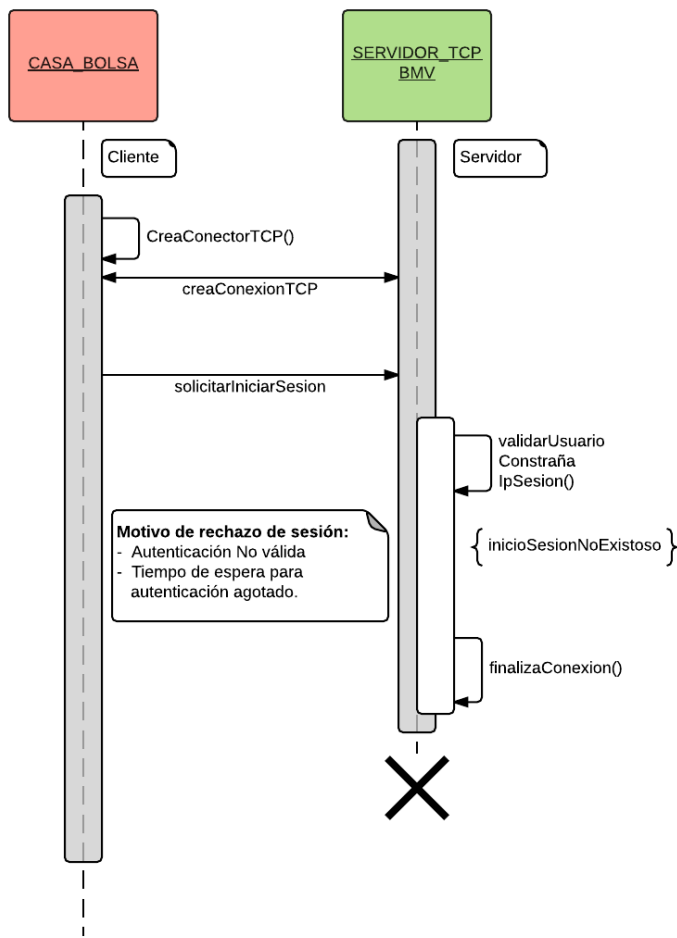 CASA_BOLSA
SERVIDOR_TCP
BMV
Cliente
Servidor
CreaConectorTCP()
creaConexionTCP
solicitarIniciarSesion
validarUsuario
Constraña
IpSesion()
Motivo de rechazo de sesión:
- Autenticación No válida
- Tiempo de espera para
autenticación agotado.
{ inicioSesionNoExistoso }
finalizaConexion()